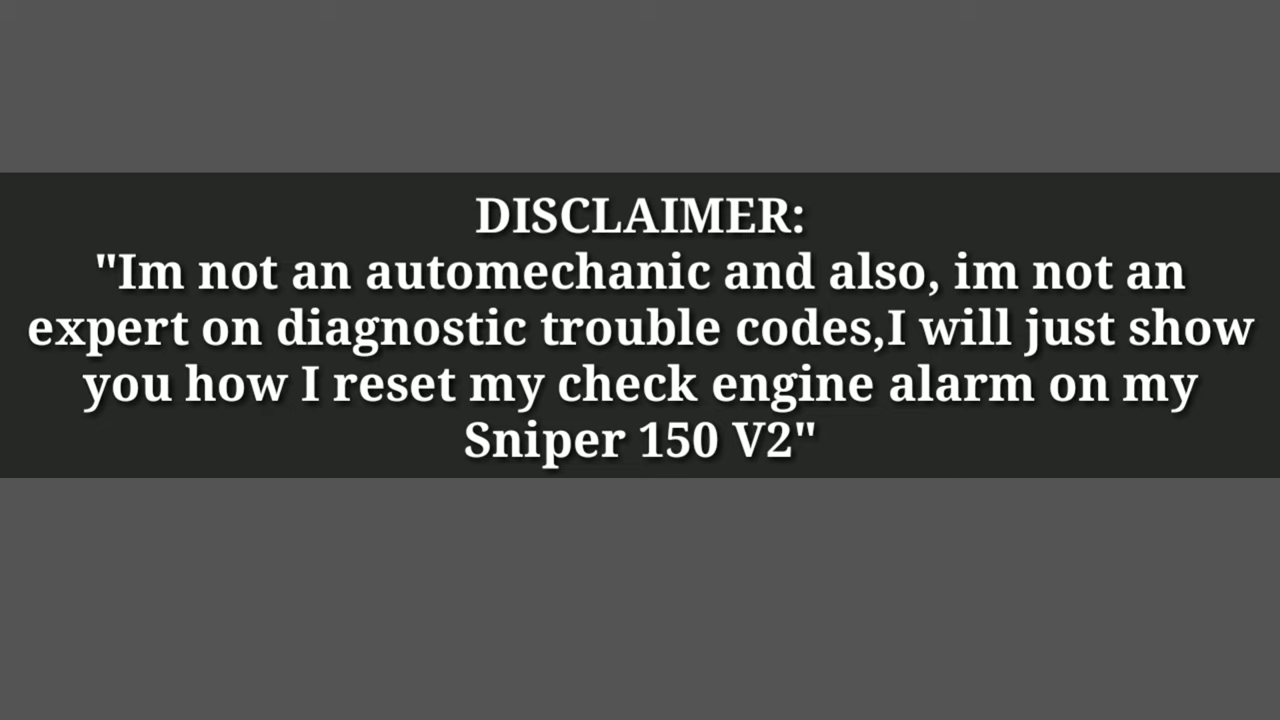 DISCLAIMER:
"Im not an automechanic and also, im not an
expert on diagnostic trouble codes,I will just show
you how I reset my check engine alarm on my
Sniper 150 V2"